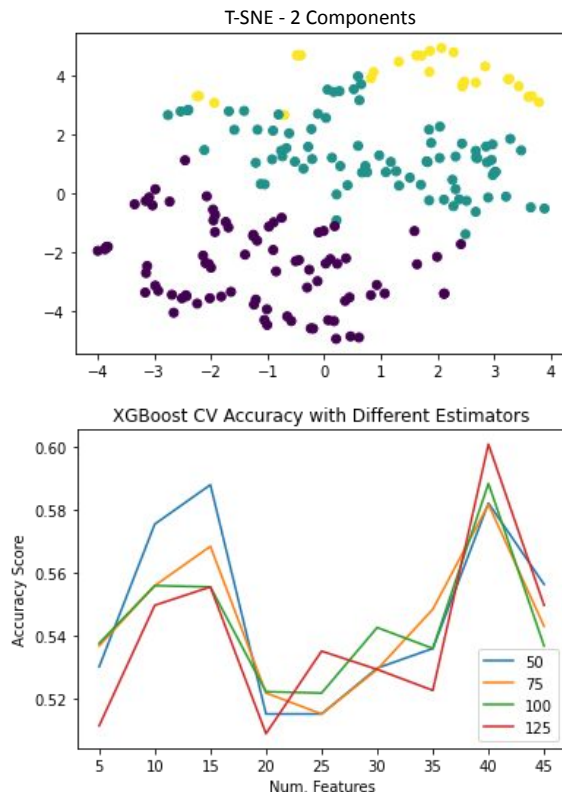 T-SNE - 2 Components
4
2
0
−2
−4
−4 −3 −2 −1 0 1 2 3 4
XGBoost CV Accuracy with Different Estimators
0.60
0.58
0.56
0.54
0.52
Accuracy Score
50
75
100
125
5 10 15 20 25 30 35 40 45
Num. Features